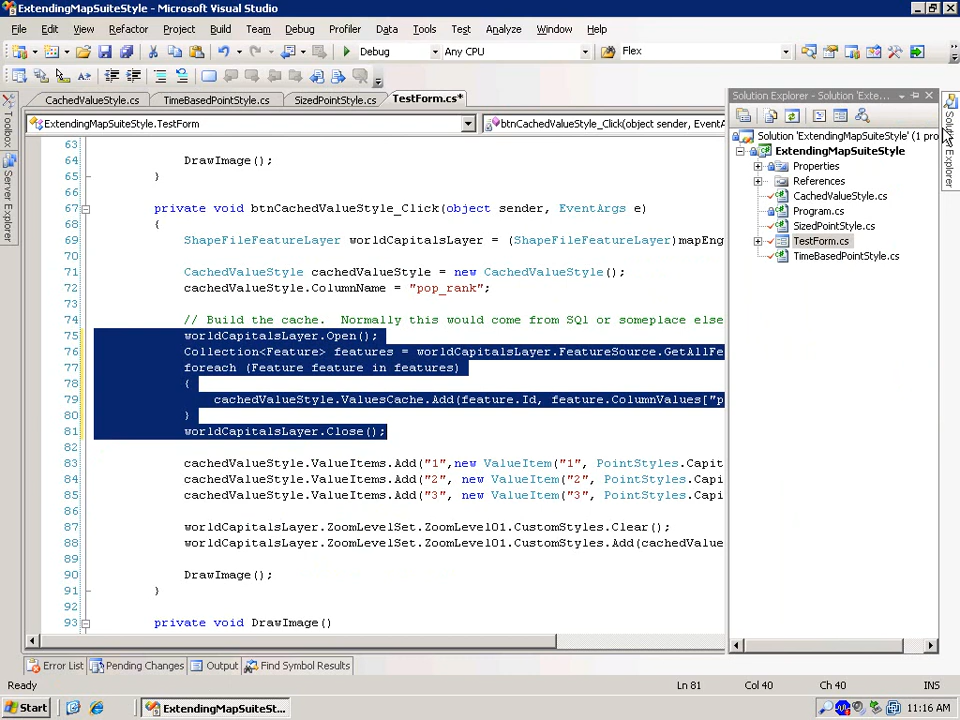 ExtendingMapSuiteStyle - Microsoft Visual Studio
File Edit View Refactor Project Build Team Debug Profiler Data Tools Test Analyze Window Help
Debug Any CPU Flex
CachedValueStyle.cs TimeBasedPointStyle.cs SizedPointStyle.cs TestForm.cs*
ExtendingMapSuiteStyle.TestForm btnCachedValueStyle_Click(object sender, EventA
63
64 DrawImage();
65 }
66
67 private void btnCachedValueStyle_Click(object sender, EventArgs e)
68 {
69 ShapeFileFeatureLayer worldCapitalsLayer = (ShapeFileFeatureLayer)mapEng
70
71 CachedValueStyle cachedValueStyle = new CachedValueStyle();
72 cachedValueStyle.ColumnName = "pop_rank";
73
74 // Build the cache.  Normally this would come from SQl or someplace else
75 worldCapitalsLayer.Open();
76 Collection<Feature> features = worldCapitalsLayer.FeatureSource.GetAllFe
77 foreach (Feature feature in features)
78 {
79 cachedValueStyle.ValuesCache.Add(feature.Id, feature.ColumnValues["p
80 }
81 worldCapitalsLayer.Close();
82
83 cachedValueStyle.ValueItems.Add("1",new ValueItem("1", PointStyles.Capit
84 cachedValueStyle.ValueItems.Add("2", new ValueItem("2", PointStyles.Capi
85 cachedValueStyle.ValueItems.Add("3", new ValueItem("3", PointStyles.Capi
86
87 worldCapitalsLayer.ZoomLevelSet.ZoomLevel01.CustomStyles.Clear();
88 worldCapitalsLayer.ZoomLevelSet.ZoomLevel01.CustomStyles.Add(cachedValue
89
90 DrawImage();
91 }
92
93 private void DrawImage()
Toolbox
Server Explorer
Solution Explorer - Solution 'Exte...
Solution 'ExtendingMapSuiteStyle' (1 pro
ExtendingMapSuiteStyle
Properties
References
CachedValueStyle.cs
Program.cs
SizedPointStyle.cs
TestForm.cs
TimeBasedPointStyle.cs
Solution Explorer
Error List Pending Changes Output Find Symbol Results
Ready Ln 81 Col 40 Ch 40 INS
Start ExtendingMapSuiteSt... 11:16 AM